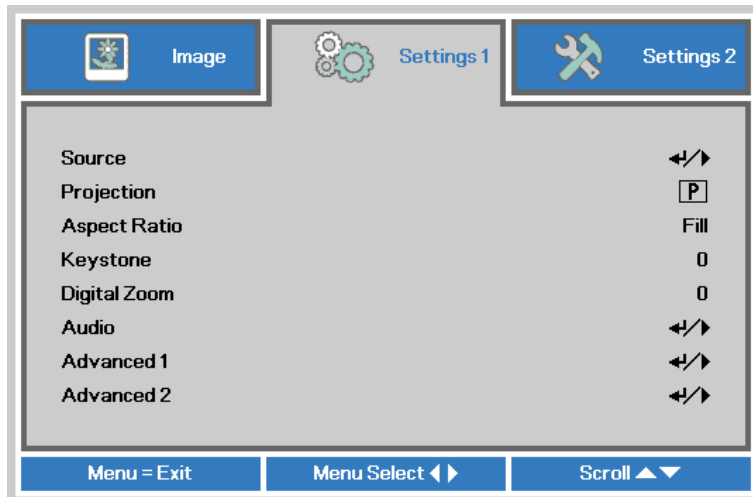 Image Settings 1 Settings 2
Source ↵/▶
Projection P
Aspect Ratio Fill
Keystone 0
Digital Zoom 0
Audio ↵/▶
Advanced 1 ↵/▶
Advanced 2 ↵/▶
Menu = Exit Menu Select ◀ ▶ Scroll ▲▼